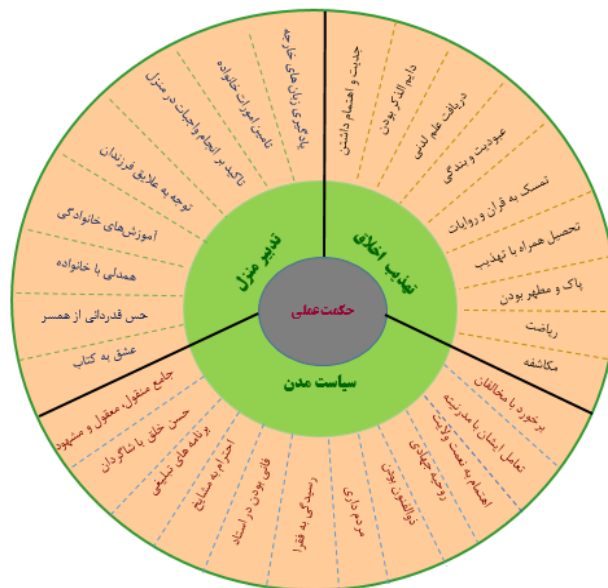 حکمت عملی
تهذیب اخلاق
جدیت و اهتمام داشتن
دایم الذکر بودن
دریافت علم لدنی
عبودیت و بندگی
تمسک به قران و روایات
تحصیل همراه با تهذیب
پاک و مطهر بودن
ریاضت
مکاشفه
سیاست مدن
برخورد با مخالفان
تعامل ایشان با مدرنیته
اهتمام به نعمت ولایت
روحیه جهادی
ذوالفنون بودن
مردم داری
رسیدگی به فقرا
فانی بودن در استاد
احترام به مشایخ
برنامه های تبلیغی
حسن خلق با شاگردان
جامع منقول، معقول و مشهود
تدبیر منزل
عشق به کتاب
حس قدردانی از همسر
همدلی با خانواده
آموزش‌های خانوادگی
توجه به علایق فرزندان
تاکید بر انجام واجبات در منزل
تامین امورات خانواده
یادگیری زبان های خارجه